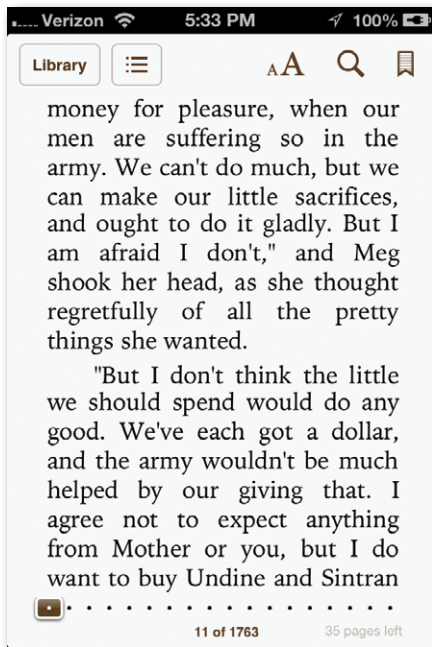 Verizon 5:33 PM 100%
Library AA
money for pleasure, when our
men are suffering so in the
army. We can't do much, but we
can make our little sacrifices,
and ought to do it gladly. But I
am afraid I don't," and Meg
shook her head, as she thought
regretfully of all the pretty
things she wanted.
"But I don't think the little
we should spend would do any
good. We've each got a dollar,
and the army wouldn't be much
helped by our giving that. I
agree not to expect anything
from Mother or you, but I do
want to buy Undine and Sintran
11 of 1763 35 pages left